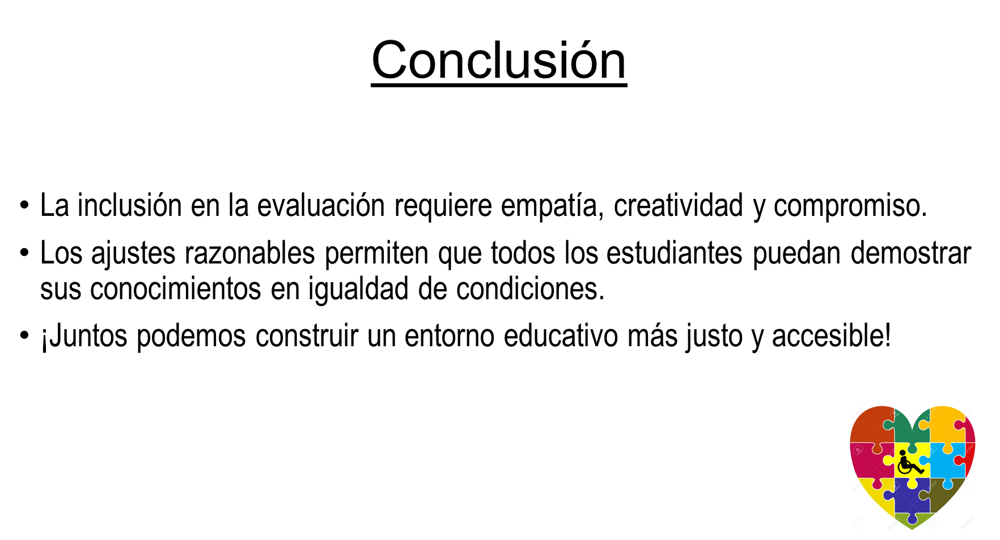 Conclusión
• La inclusión en la evaluación requiere empatía, creatividad y compromiso.
• Los ajustes razonables permiten que todos los estudiantes puedan demostrar
sus conocimientos en igualdad de condiciones.
• ¡Juntos podemos construir un entorno educativo más justo y accesible!